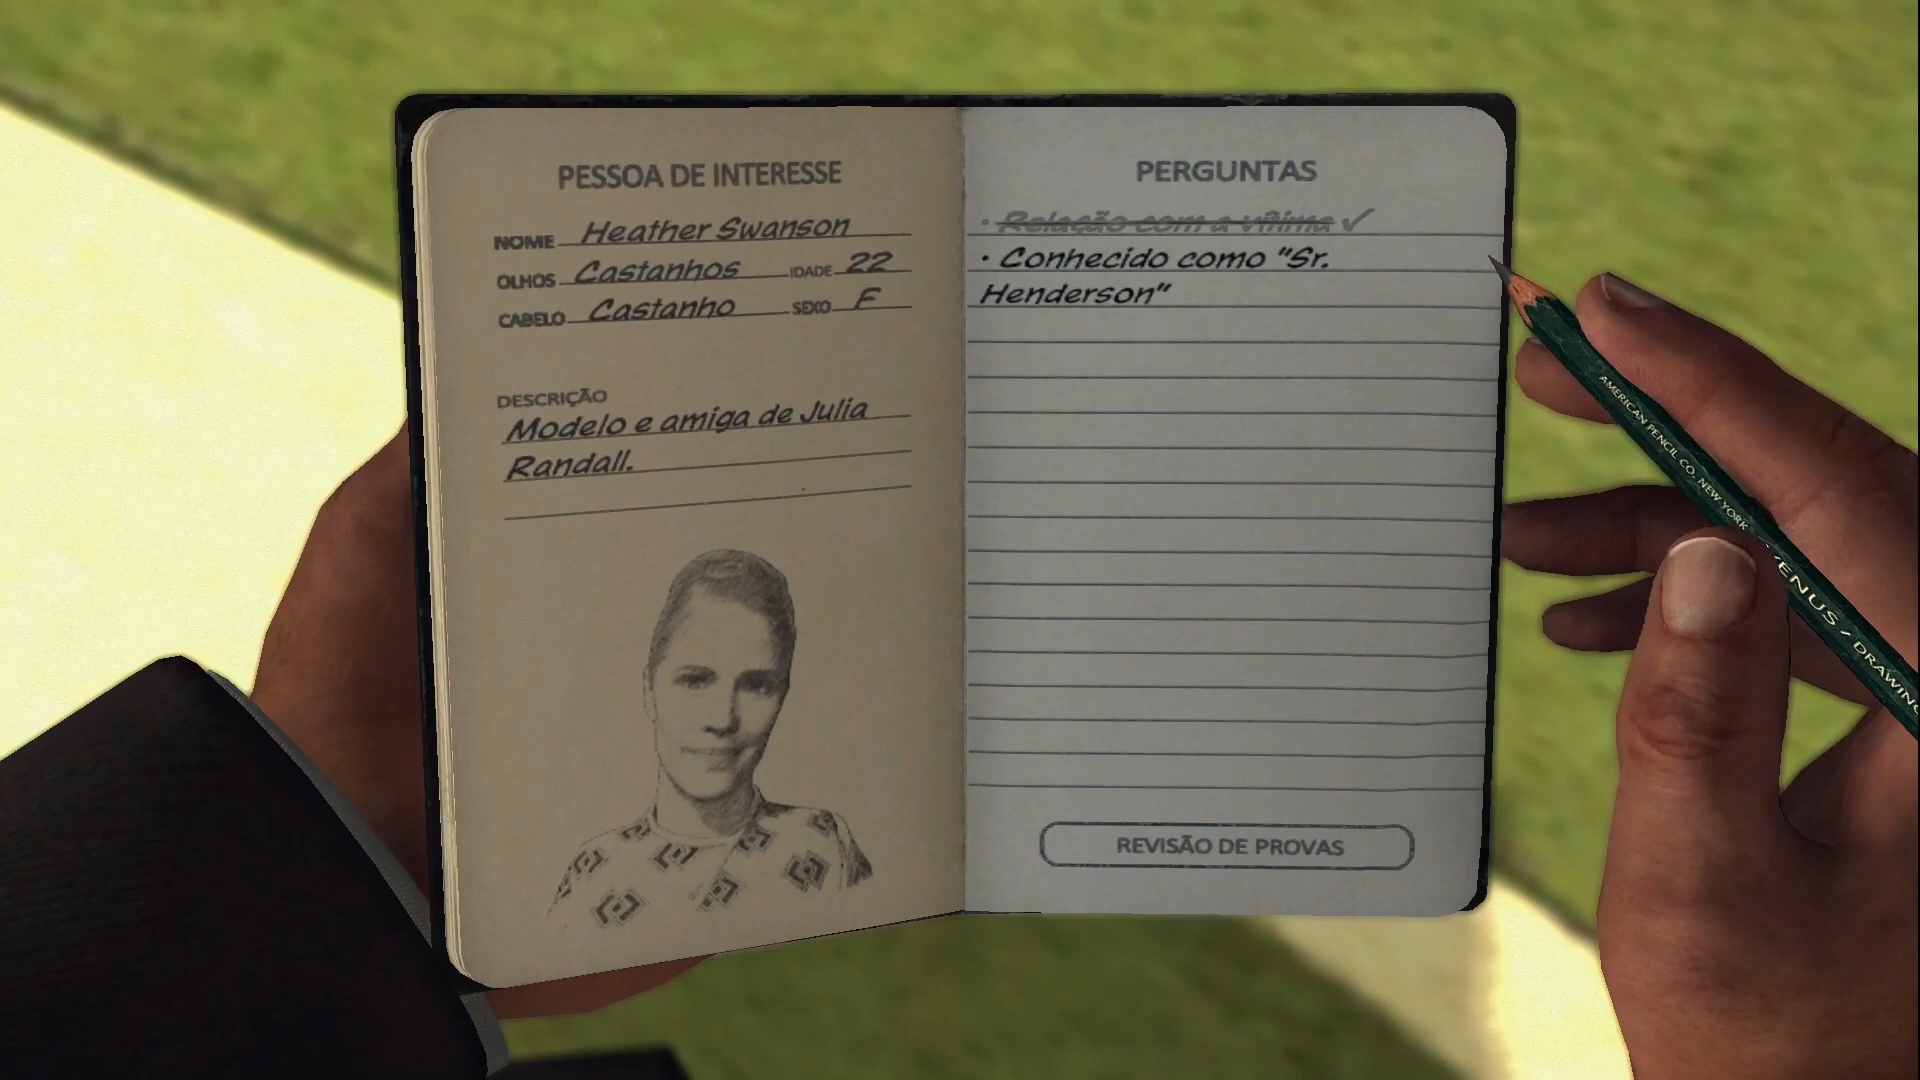 PESSOA DE INTERESSE
NOME Heather Swanson
OLHOS Castanhos IDADE 22
CABELO Castanho SEXO F
DESCRIÇÃO
Modelo e amiga de Julia
Randall.
PERGUNTAS
· Relação com a vítima ✓
· Conhecido como "Sr.
Henderson"
REVISÃO DE PROVAS
AMERICAN PENCIL CO. NEW YORK
VENUS / DRAWING